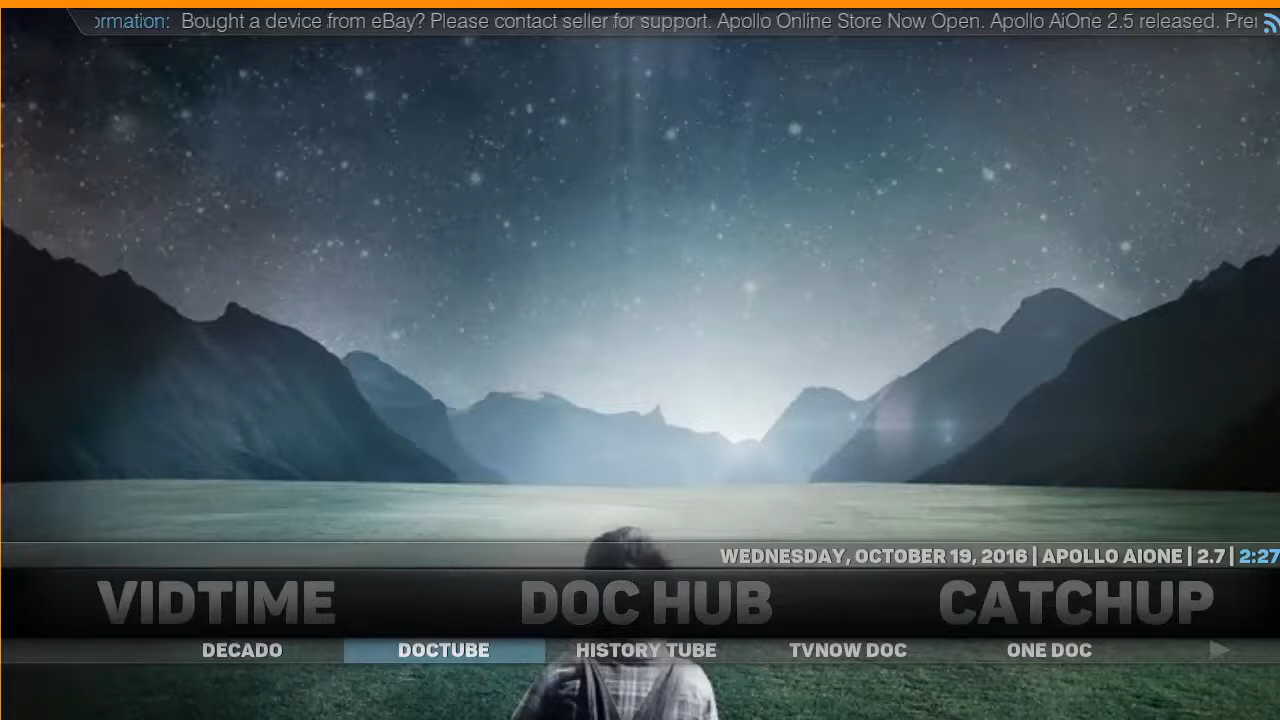 ormation: Bought a device from eBay? Please contact seller for support. Apollo Online Store Now Open. Apollo AiOne 2.5 released.
WEDNESDAY, OCTOBER 19, 2016 | APOLLO AIONE | 2.7 | 2:27
VIDTIME DOC HUB CATCHUP
DECADO DOCTUBE HISTORY TUBE TVNOW DOC ONE DOC